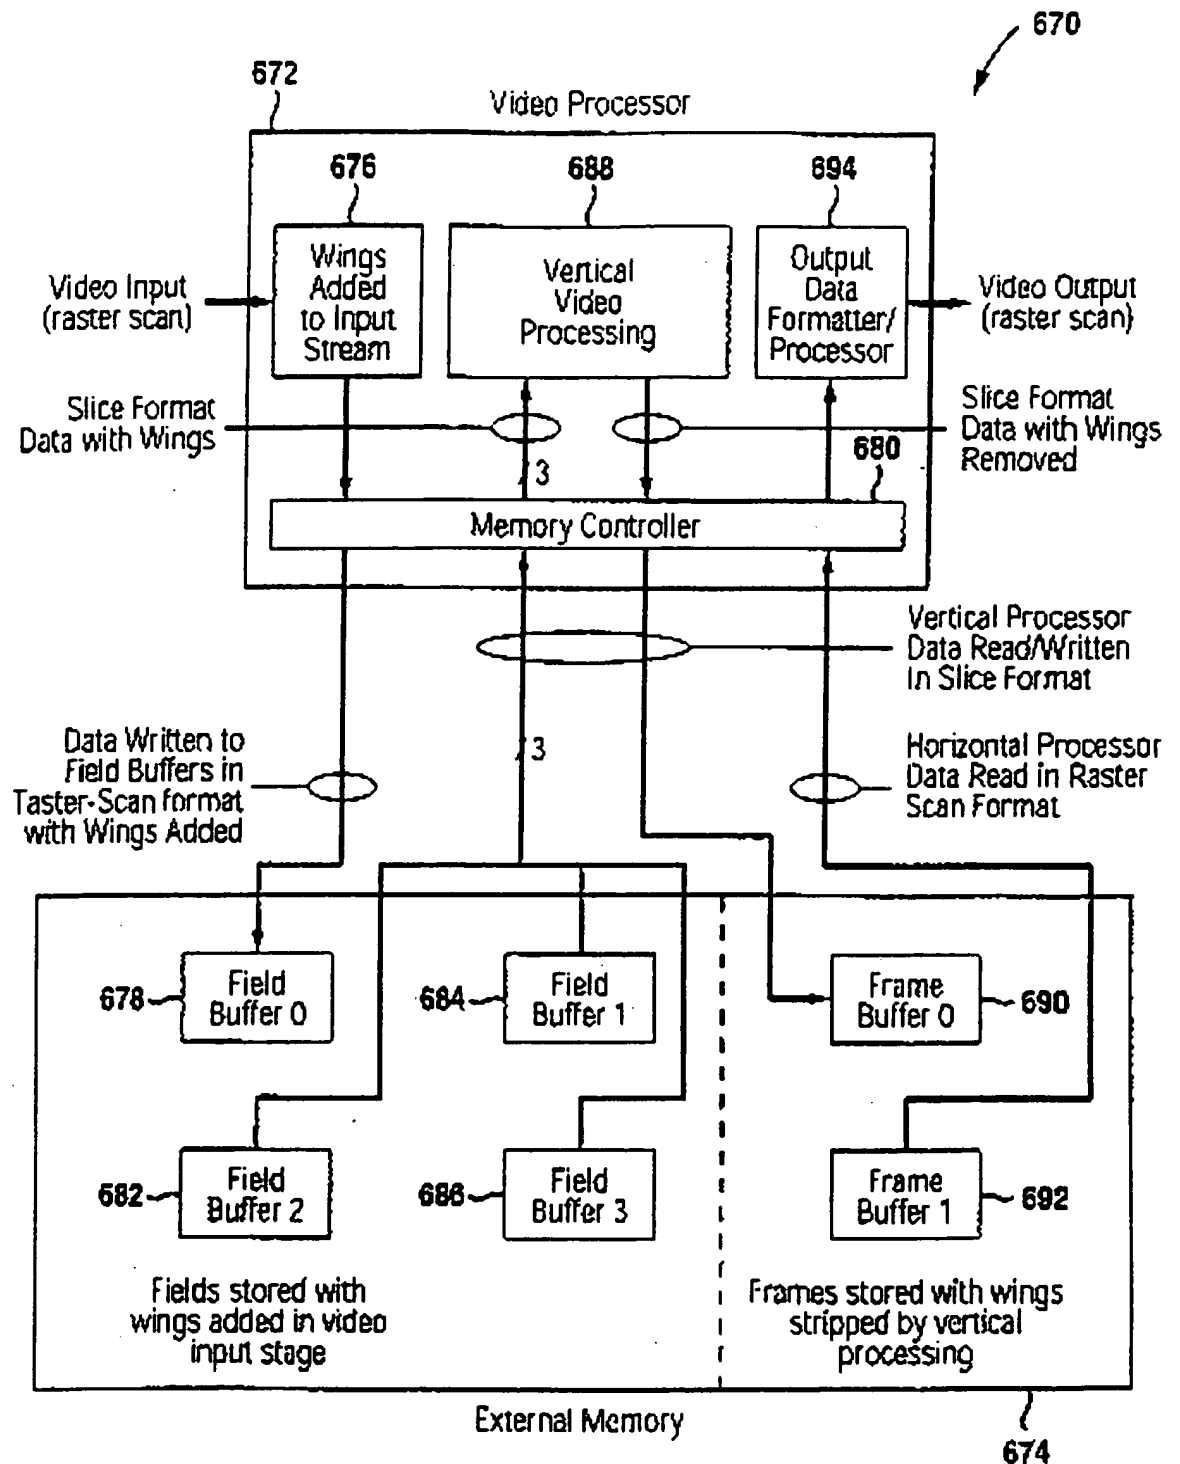 670
672
Video Processor
676
688
694
Wings
Added
to Input
Stream
Vertical
Video
Processing
Output
Data
Formatter/
Processor
Video Input
(raster scan)
Video Output
(raster scan)
Slice Format
Data with Wings
Slice Format
Data with Wings
Removed
3
680
Memory Controller
Vertical Processor
Data Read/Written
In Slice Format
3
Data Written to
Field Buffers in
Taster-Scan format
with Wings Added
Horizontal Processor
Data Read in Raster
Scan Format
678
Field
Buffer 0
684
Field
Buffer 1
Frame
Buffer 0
690
682
Field
Buffer 2
686
Field
Buffer 3
Frame
Buffer 1
692
Fields stored with
wings added in video
input stage
Frames stored with wings
stripped by vertical
processing
External Memory
674